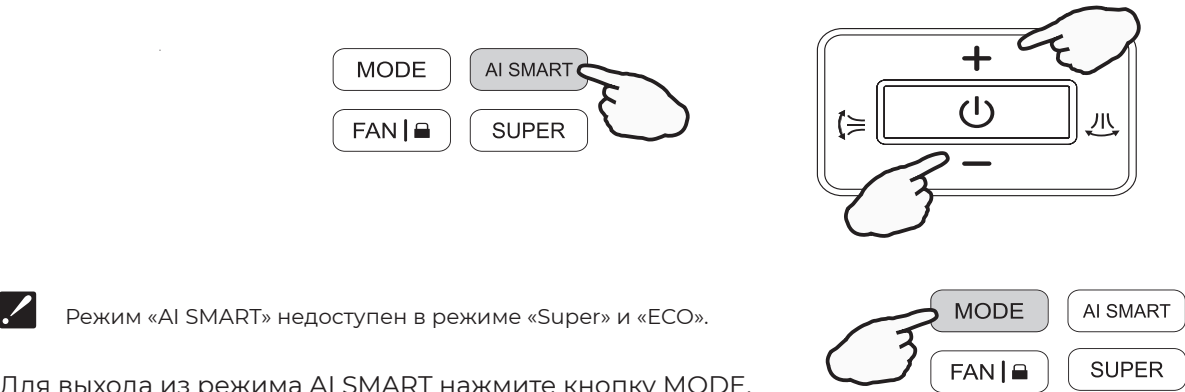 MODE AI SMART
FAN | SUPER
+
−
Режим «AI SMART» недоступен в режиме «Super» и «ECO».
MODE AI SMART
FAN | SUPER
Для выхода из режима AI SMART нажмите кнопку MODE.